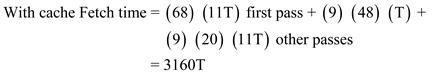 With cache Fetch time = (68) (11T) first pass + (9) (48) (T) +
(9) (20) (11T) other passes
= 3160T